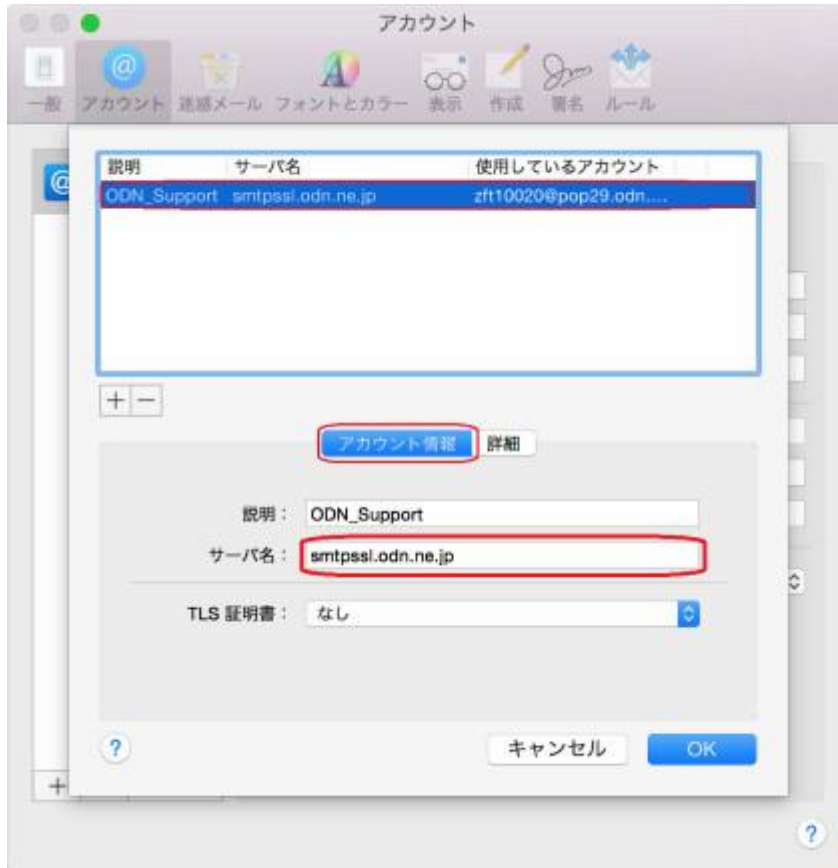 アカウント
一般 アカウント 迷惑メール フォントとカラー 表示 作成 署名 ルール
説明 サーバ名 使用しているアカウント
ODN_Support smtpssl.odn.ne.jp zft10020@pop29.odn....
アカウント情報 詳細
説明： ODN_Support
サーバ名： smtpssl.odn.ne.jp
TLS 証明書： なし
? キャンセル OK
?